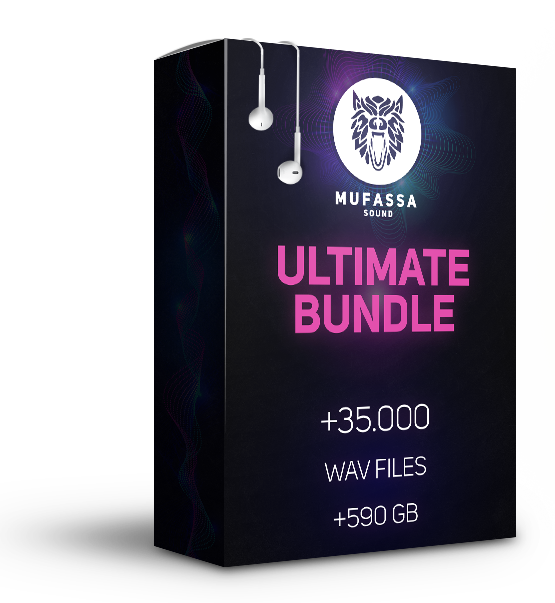 MUFASSA
SOUND
ULTIMATE
BUNDLE
+35.000
WAV FILES
+590 GB